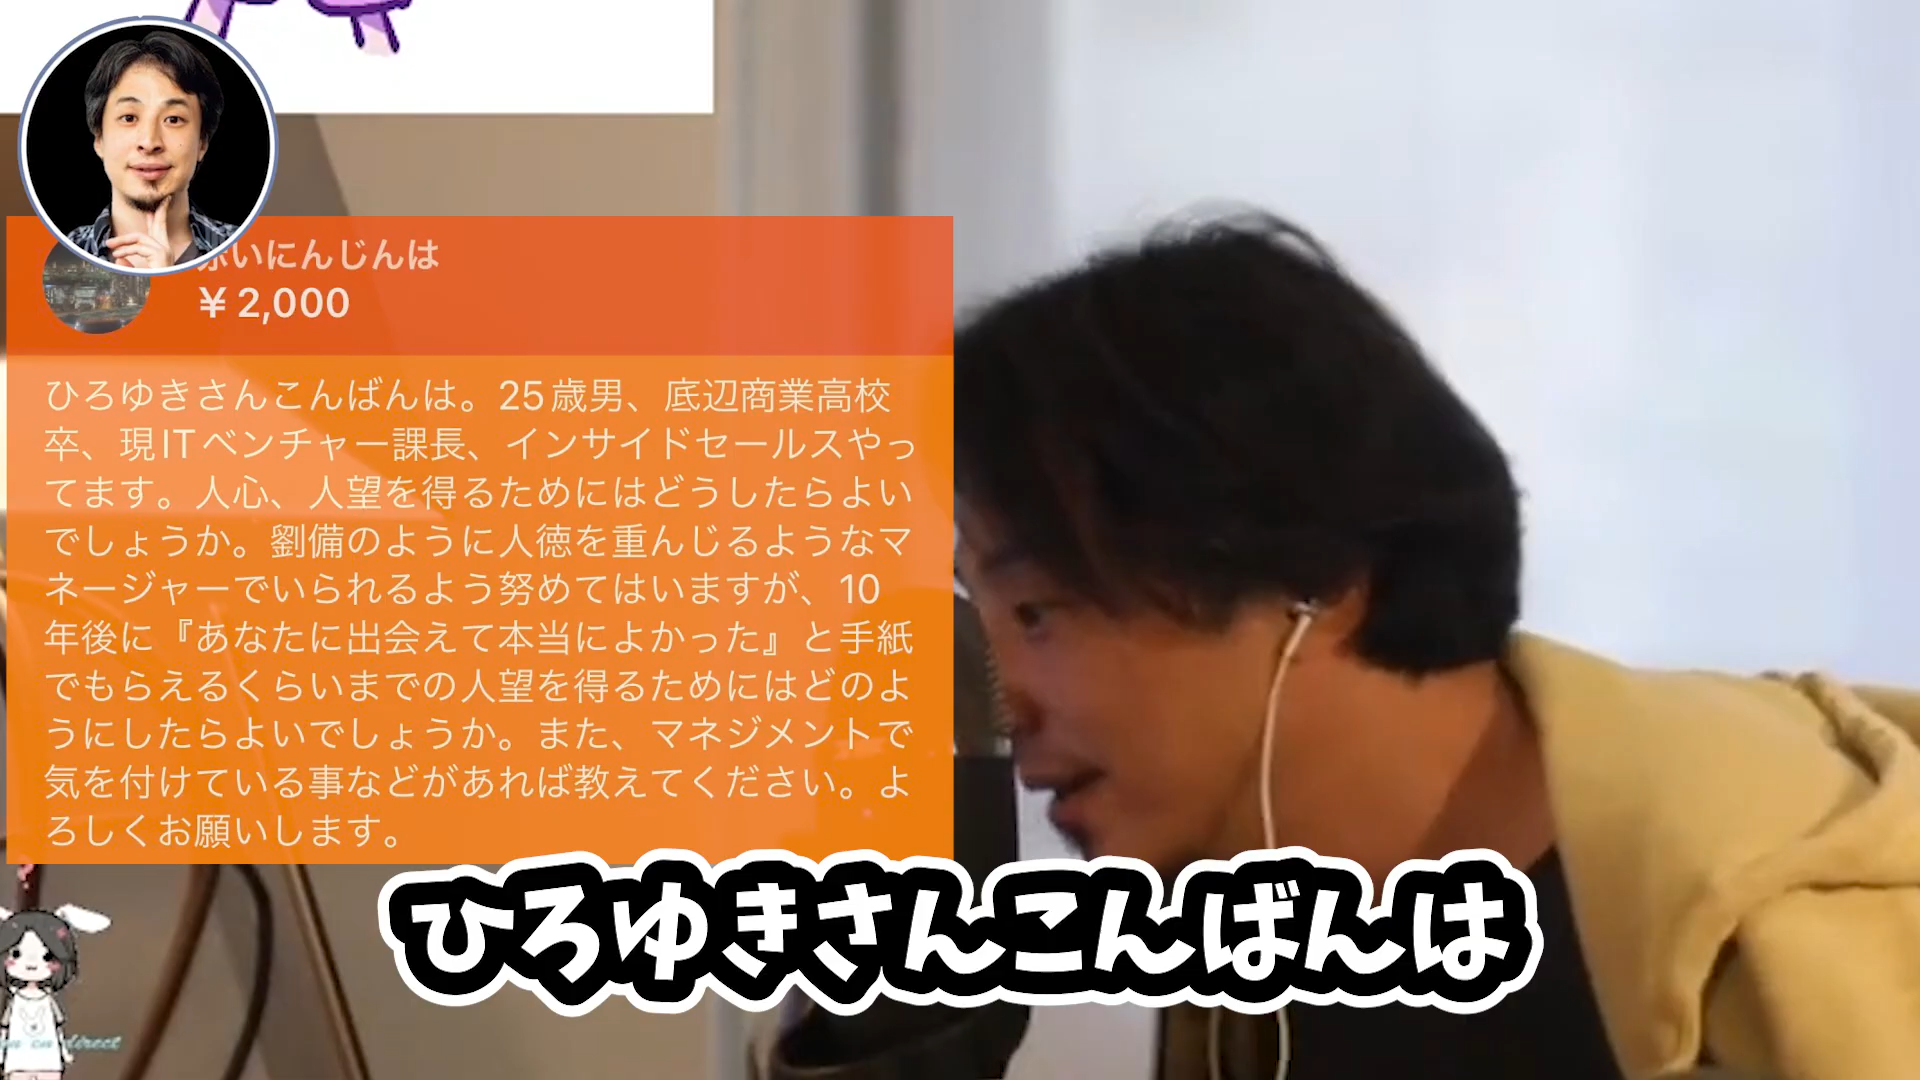 いにんじんは
¥2,000
ひろゆきさんこんばんは。25歳男、底辺商業高校
卒、現ITベンチャー課長、インサイドセールスやっ
てます。人心、人望を得るためにはどうしたらよい
でしょうか。劉備のように人徳を重んじるようなマ
ネージャーでいられるよう努めてはいますが、10
年後に『あなたに出会えて本当によかった』と手紙
でもらえるくらいまでの人望を得るためにはどのよ
うにしたらよいでしょうか。また、マネジメントで
気を付けている事などがあれば教えてください。よ
ろしくお願いします。
ひろゆきさんこんばんは
direct